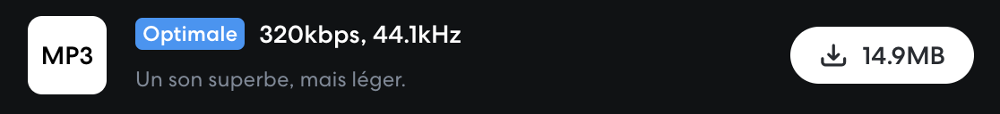 MP3
Optimale 320kbps, 44.1kHz
Un son superbe, mais léger.
14.9MB